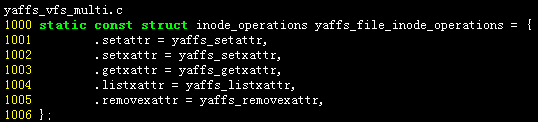 yaffs_vfs_multi.c
1000 static const struct inode_operations yaffs_file_inode_operations = {
1001         .setattr = yaffs_setattr,
1002         .setxattr = yaffs_setxattr,
1003         .getxattr = yaffs_getxattr,
1004         .listxattr = yaffs_listxattr,
1005         .removexattr = yaffs_removexattr,
1006 };